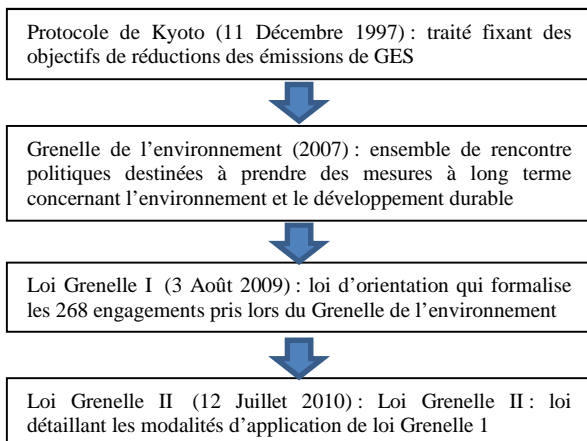 Protocole de Kyoto (11 Décembre 1997) : traité fixant des
objectifs de réductions des émissions de GES
Grenelle de l’environnement (2007) : ensemble de rencontre
politiques destinées à prendre des mesures à long terme
concernant l’environnement et le développement durable
Loi Grenelle I (3 Août 2009) : loi d’orientation qui formalise
les 268 engagements pris lors du Grenelle de l’environnement
Loi Grenelle II (12 Juillet 2010) : Loi Grenelle II : loi
détaillant les modalités d’application de loi Grenelle 1